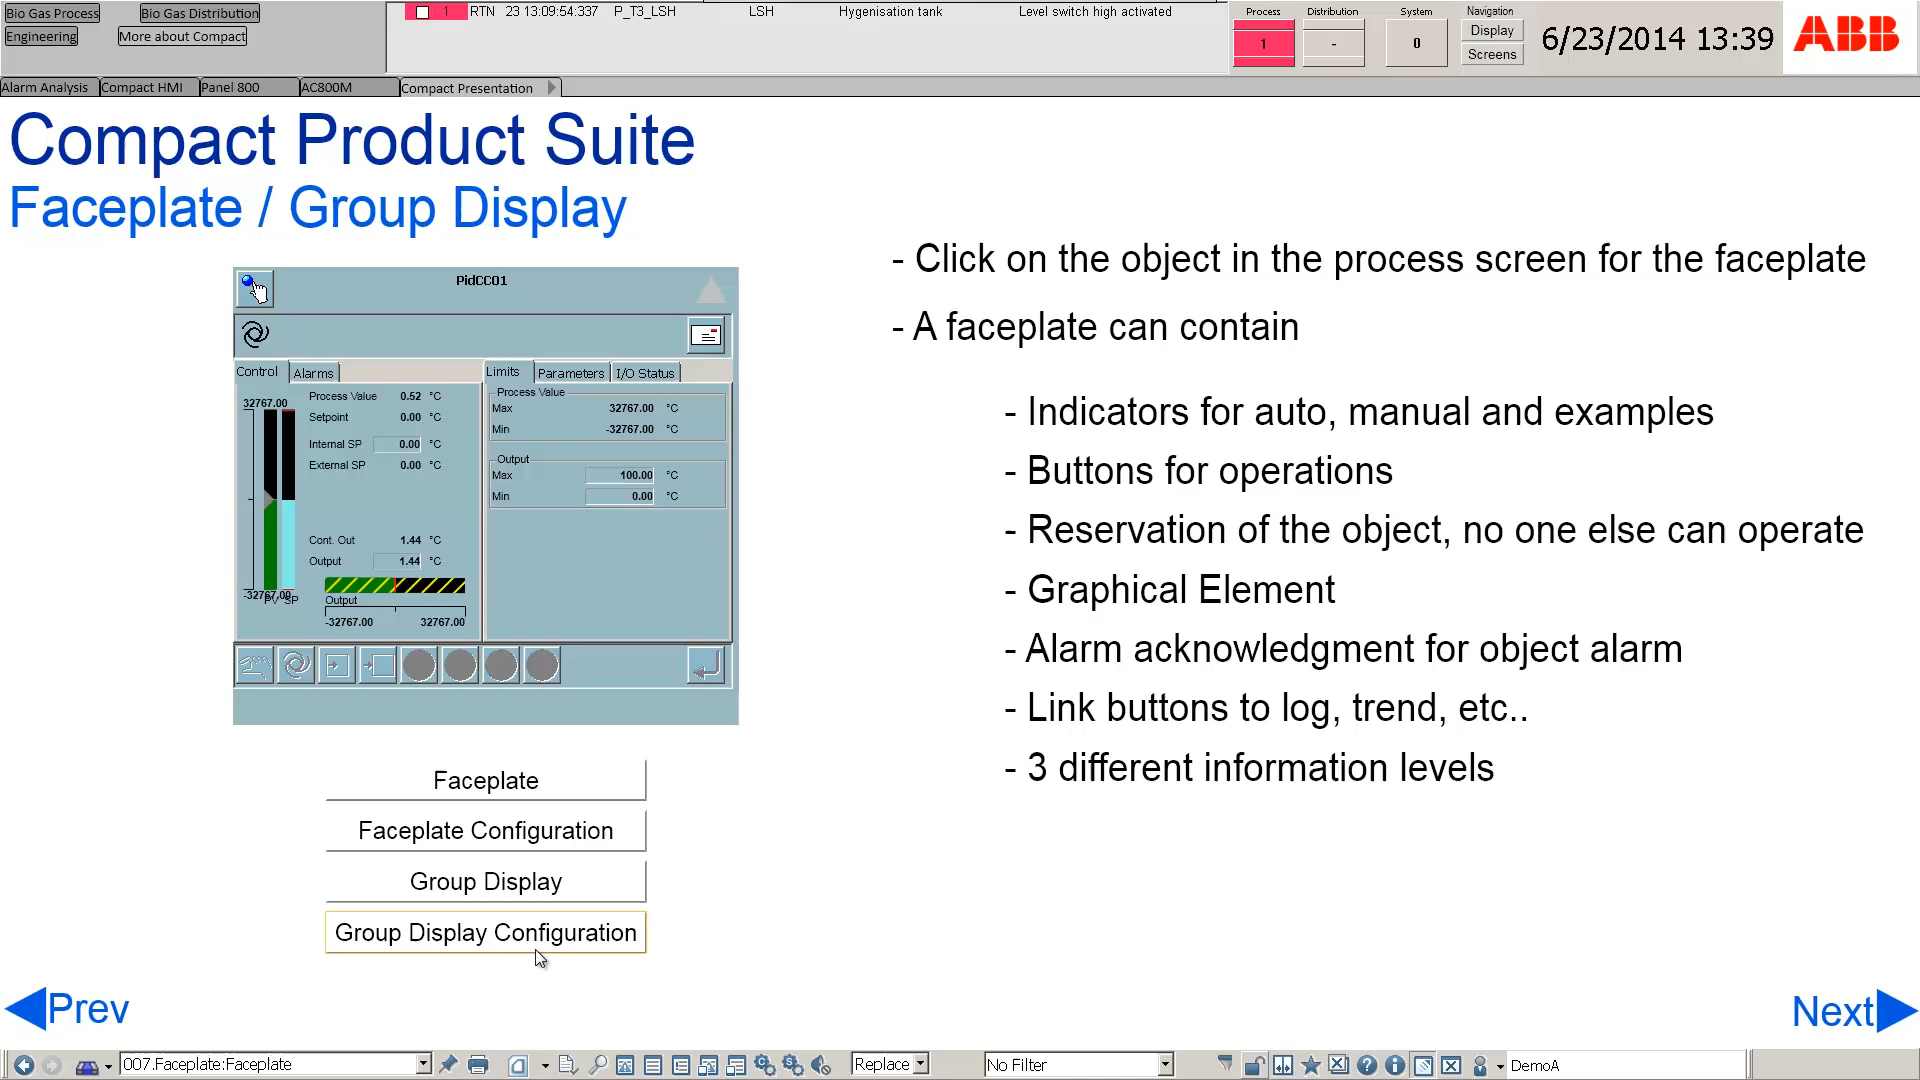 Bio Gas Process
Bio Gas Distribution
Engineering
More about Compact
1 RTN 23 13:09:54:337 P_T3_LSH LSH Hygenisation tank Level switch high activated
Process
Distribution
System
Navigation
1
-
0
Display
Screens
6/23/2014 13:39
ABB
Alarm Analysis
Compact HMI
Panel 800
AC800M
Compact Presentation
Compact Product Suite
Faceplate / Group Display
PidCC01
Control
Alarms
Limits
Parameters
I/O Status
32767.00
Process Value 0.52 °C
Setpoint 0.00 °C
Internal SP 0.00 °C
External SP 0.00 °C
Cont. Out 1.44 °C
Output 1.44 °C
-32767.00
PV SP
Output
-32767.00 32767.00
Process Value
Max 32767.00 °C
Min -32767.00 °C
Output
Max 100.00 °C
Min 0.00 °C
Faceplate
Faceplate Configuration
Group Display
Group Display Configuration
- Click on the object in the process screen for the faceplate
- A faceplate can contain
- Indicators for auto, manual and examples
- Buttons for operations
- Reservation of the object, no one else can operate
- Graphical Element
- Alarm acknowledgment for object alarm
- Link buttons to log, trend, etc..
- 3 different information levels
Prev
Next
007.Faceplate:Faceplate
Replace
No Filter
DemoA